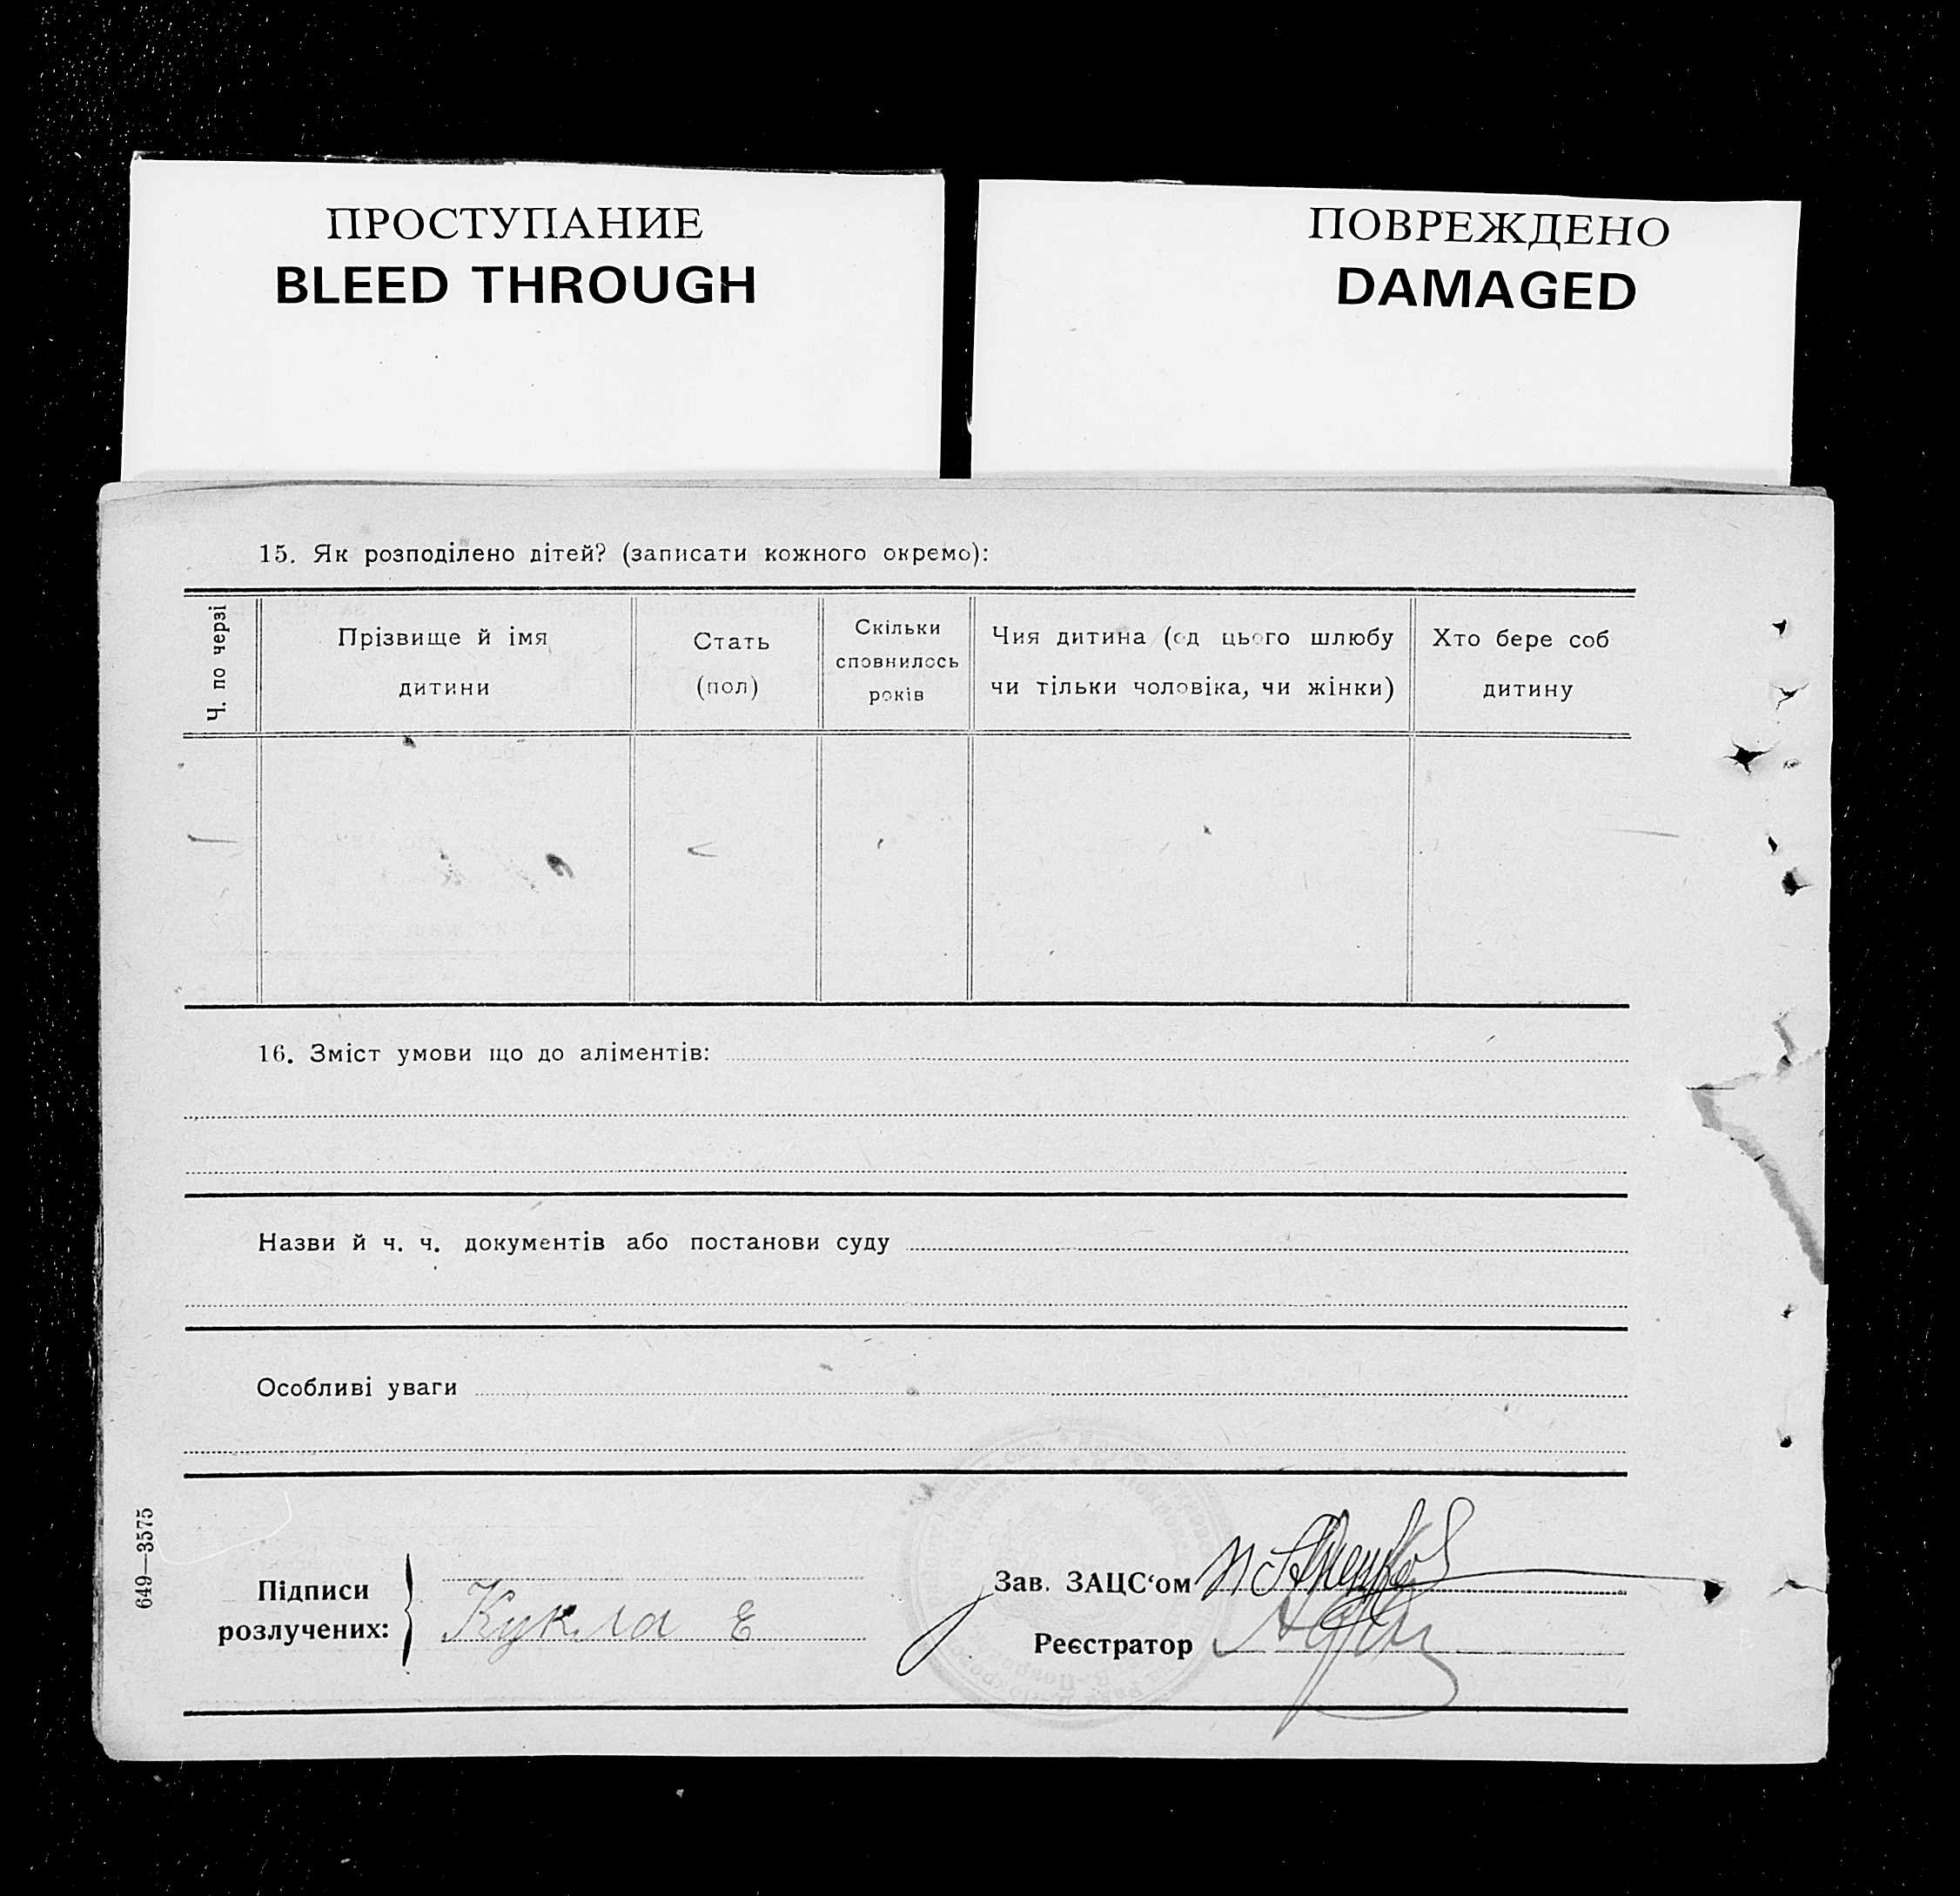 ПРОСТУПАНИЕ
BLEED THROUGH
ПОВРЕЖДЕНО
DAMAGED
15. Як розподілено дітей? (записати кожного окремо):
Ч. по черзі
Прізвище й імя
дитини
Стать
(пол)
Скільки
сповнилось
років
Чия дитина (од цього шлюбу
чи тільки чоловіка, чи жінки)
Хто бере соб
дитину
16. Зміст умови що до аліментів:
Назви й ч. ч. документів або постанови суду
Особливі уваги
649—3575
Підписи
розлучених:
Кукла Е
Зав. ЗАЦС‘ом
Реєстратор